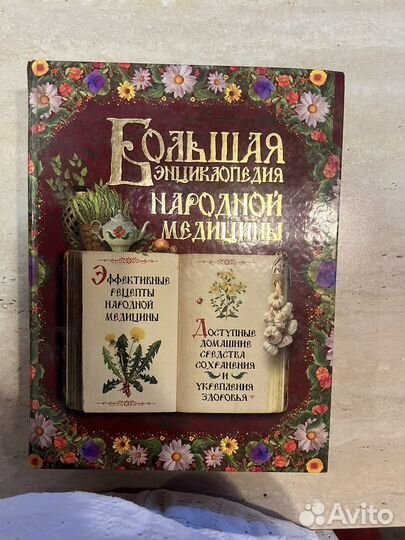 Большая
энциклопедия
народной
медицины
Эффективные
рецепты
народной
медицины
Доступные
домашние
средства
сохранения
и
укрепления
здоровья
Avito